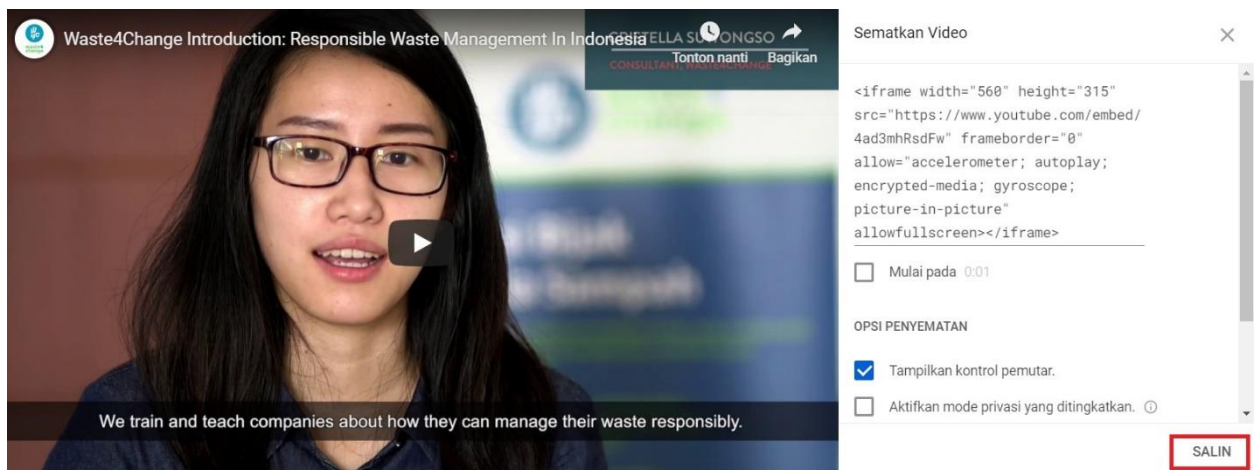 Waste4Change Introduction: Responsible Waste Management In Indonesia
Tonton nanti
Bagikan
CONSULTANT, WASTE4CHANGE
We train and teach companies about how they can manage their waste responsibly.
Sematkan Video
<iframe width="560" height="315"
src="https://www.youtube.com/embed/
4ad3mhRsdFw" frameborder="0"
allow="accelerometer; autoplay;
encrypted-media; gyroscope;
picture-in-picture"
allowfullscreen></iframe>
Mulai pada 0:01
OPSI PENYEMATAN
Tampilkan kontrol pemutar.
Aktifkan mode privasi yang ditingkatkan.
SALIN